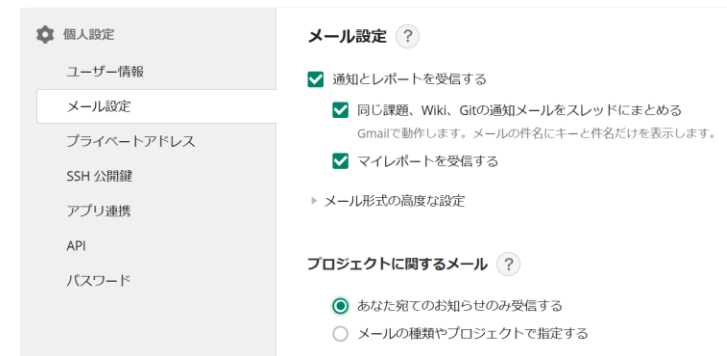 個人設定
ユーザー情報
メール設定
プライベートアドレス
SSH 公開鍵
アプリ連携
API
パスワード
メール設定 ?
通知とレポートを受信する
同じ課題、Wiki、Gitの通知メールをスレッドにまとめる
Gmailで動作します。メールの件名にキーと件名だけを表示します。
マイレポートを受信する
メール形式の高度な設定
プロジェクトに関するメール ?
あなた宛てのお知らせのみ受信する
メールの種類やプロジェクトで指定する